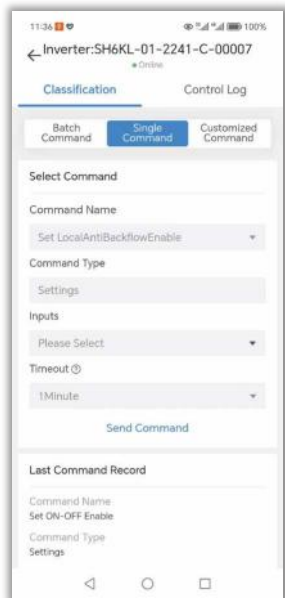 11:36
100%
Inverter:SH6KL-01-2241-C-00007
Online
Classification
Control Log
Batch Command
Single Command
Customized Command
Select Command
Command Name
Set LocalAntiBackflowEnable
Command Type
Settings
Inputs
Please Select
Timeout
1Minute
Send Command
Last Command Record
Command Name
Set ON-OFF Enable
Command Type
Settings